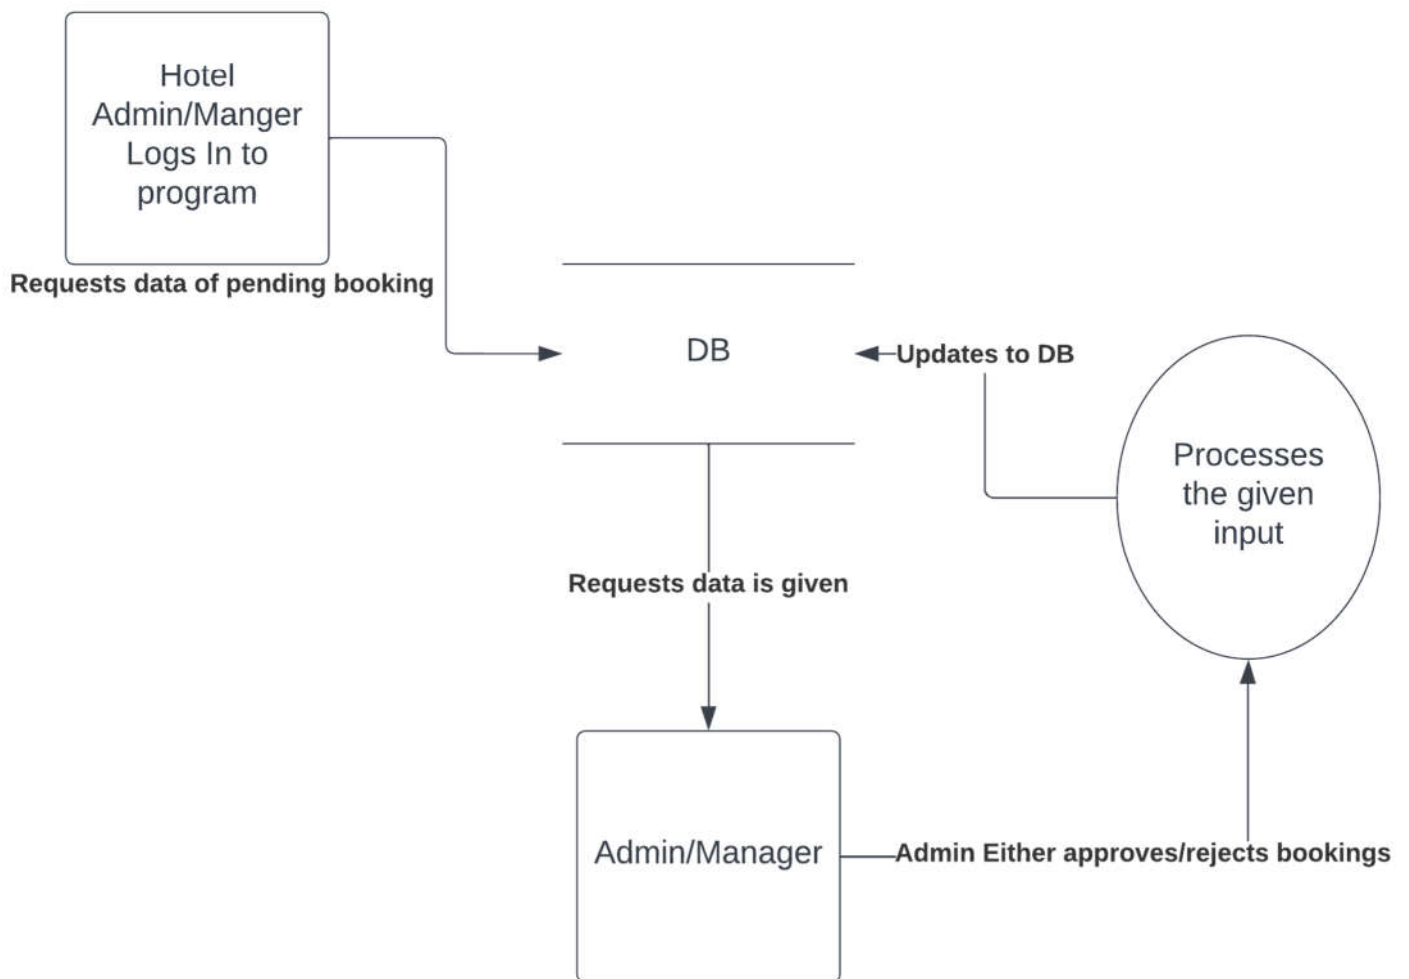 Hotel
Admin/Manger
Logs In to
program
Requests data of pending booking
DB
Updates to DB
Processes
the given
input
Requests data is given
Admin/Manager
Admin Either approves/rejects bookings